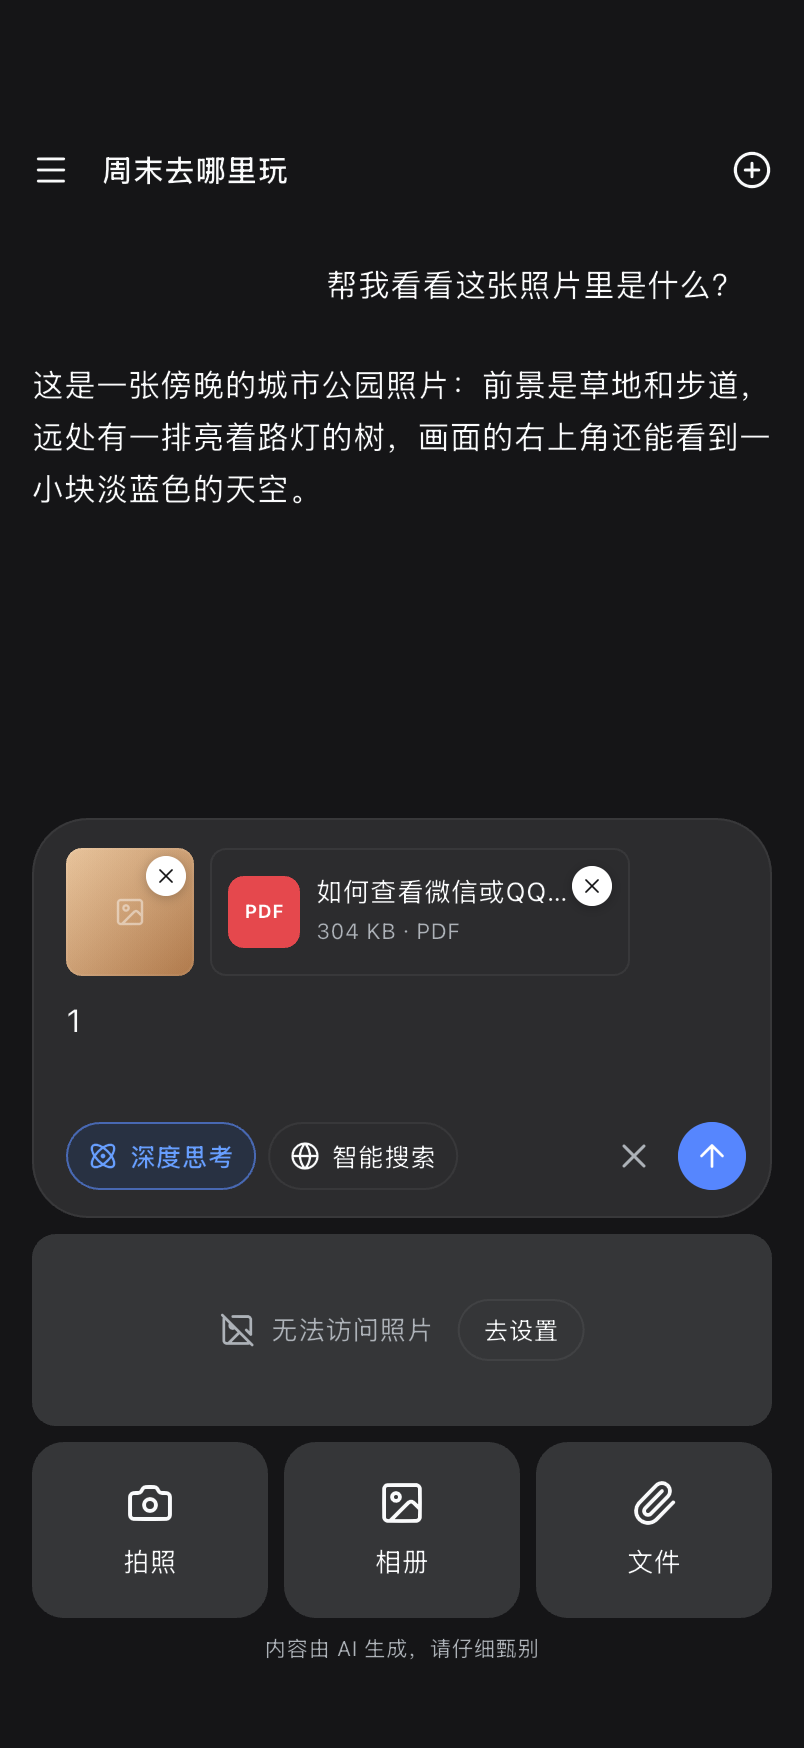 周末去哪里玩
帮我看看这张照片里是什么?
这是一张傍晚的城市公园照片：前景是草地和步道，
远处有一排亮着路灯的树，画面的右上角还能看到一
小块淡蓝色的天空。
PDF
如何查看微信或QQ...
304 KB · PDF
1
深度思考
智能搜索
无法访问照片
去设置
拍照
相册
文件
内容由 AI 生成，请仔细甄别